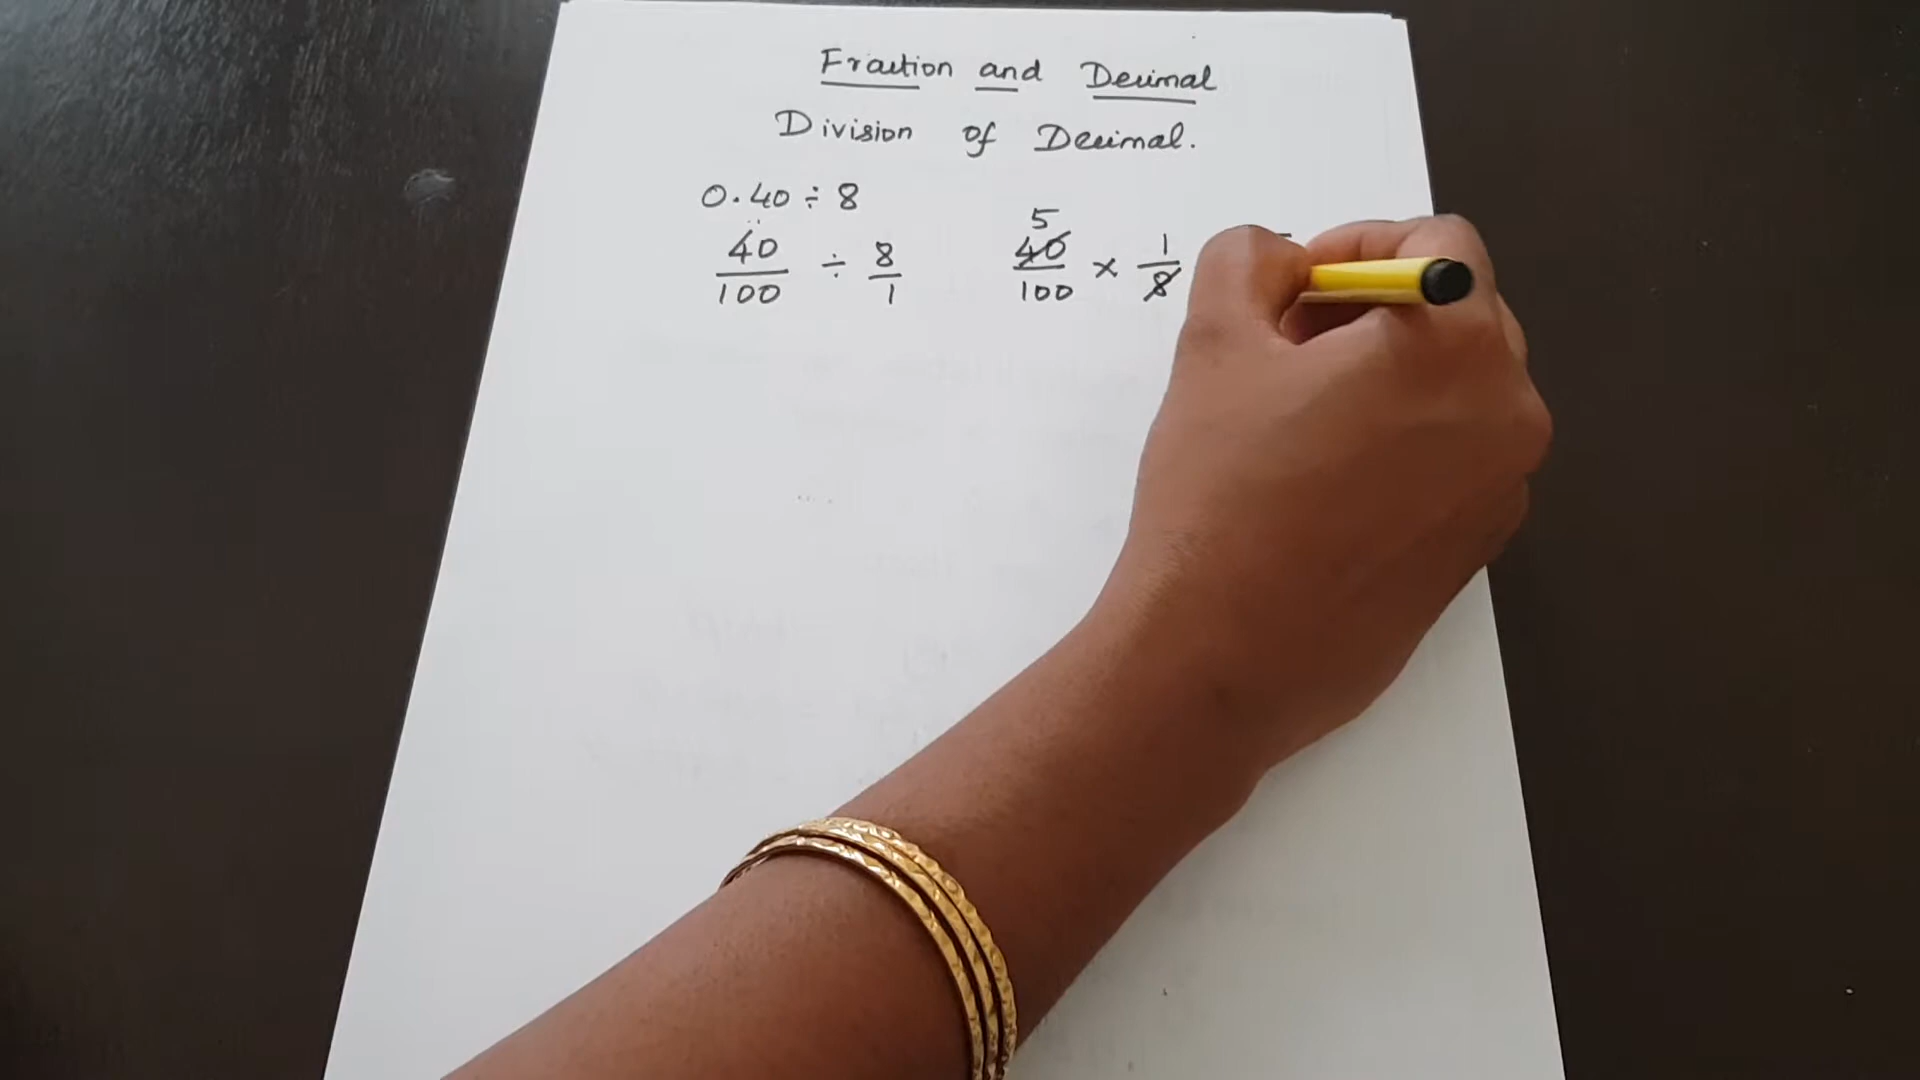 Fraction and Decimal
Division of Decimal.
0.40 ÷ 8
40/100 ÷ 8/1
5
40/100 × 1/8